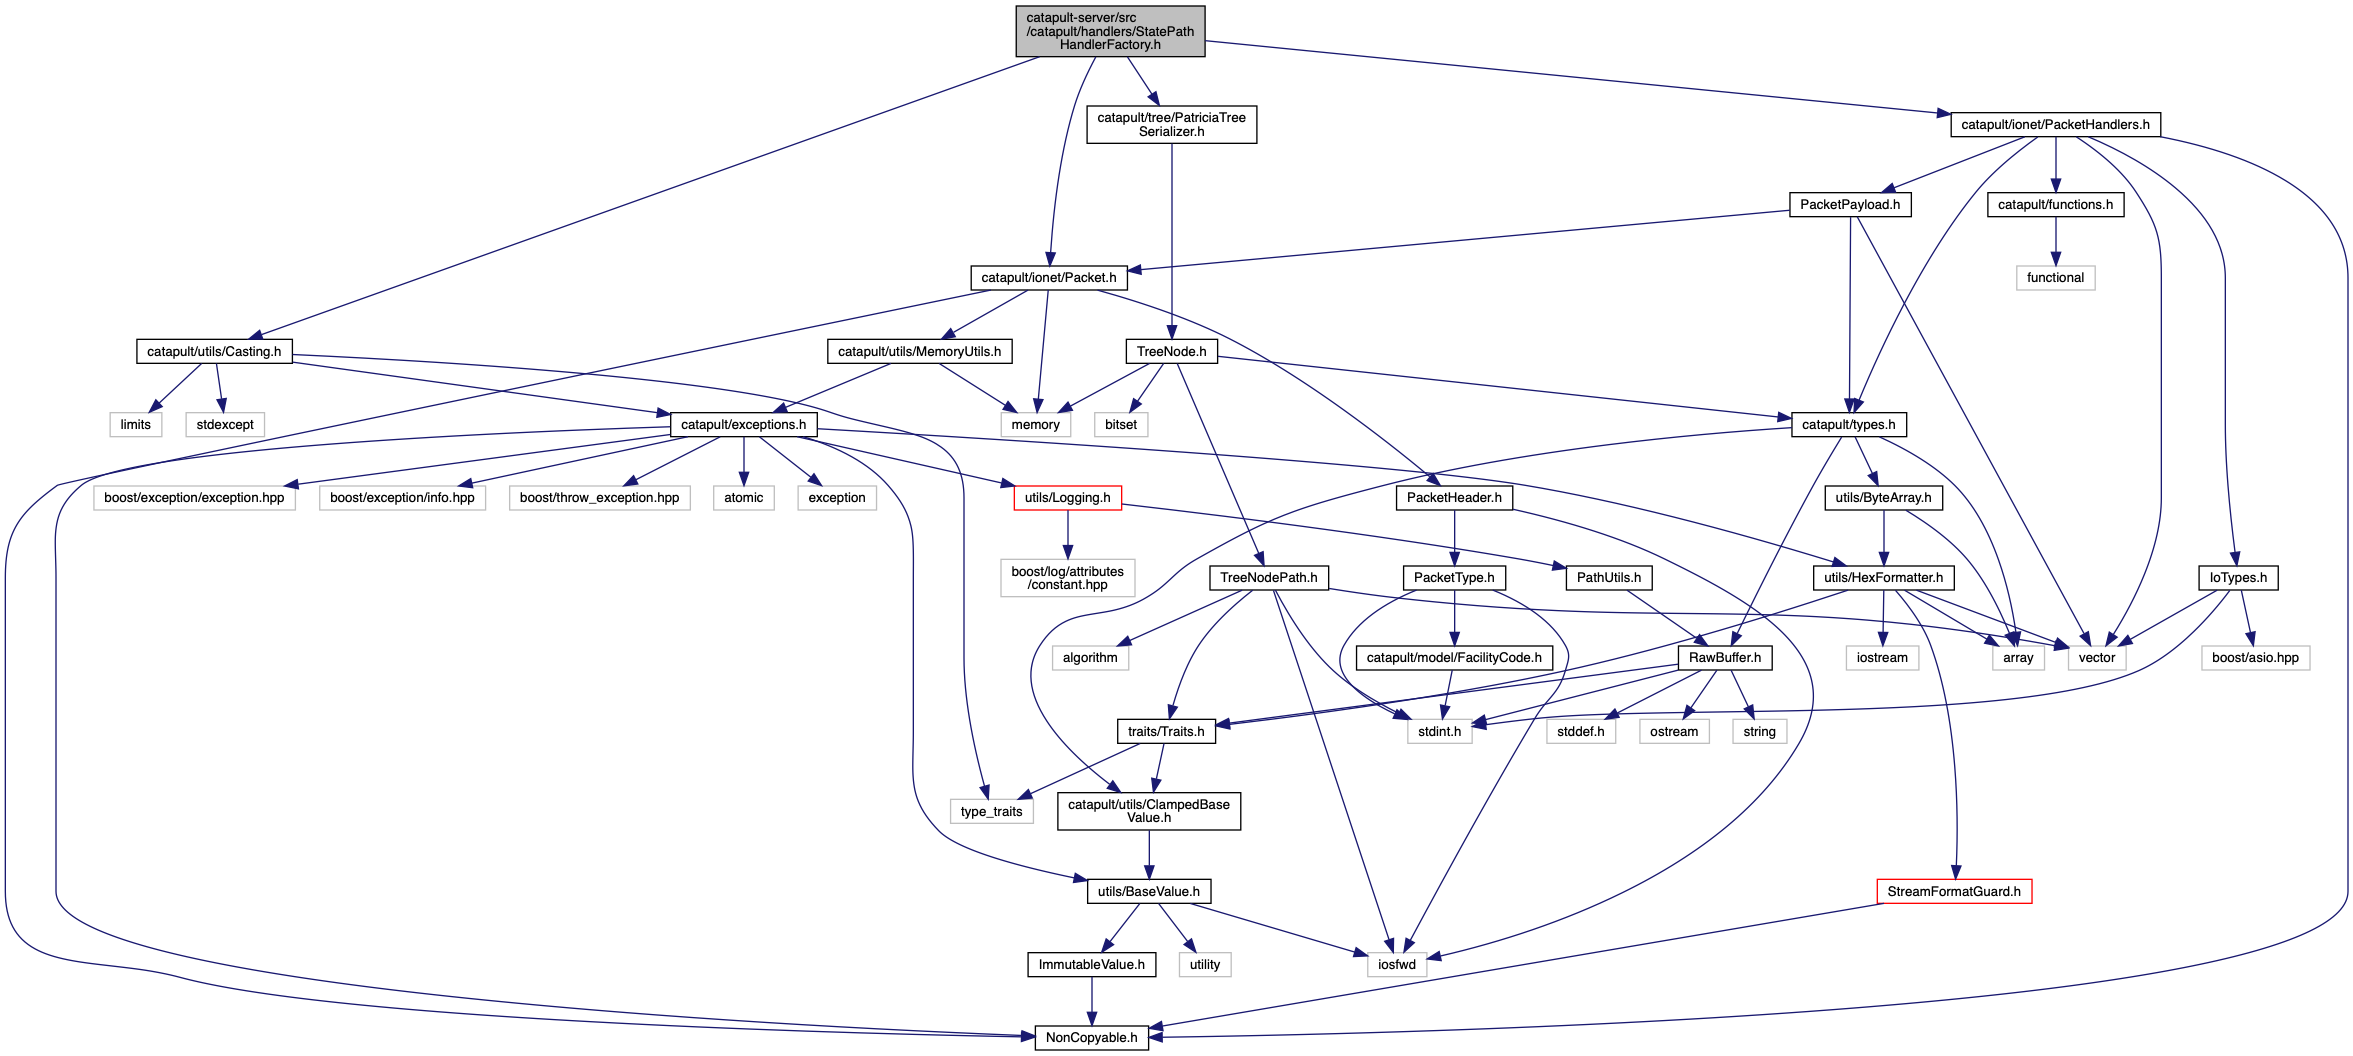 catapult-server/src
/catapult/handlers/StatePath
HandlerFactory.h
catapult/tree/PatriciaTree
Serializer.h
catapult/ionet/PacketHandlers.h
PacketPayload.h
catapult/functions.h
catapult/ionet/Packet.h
functional
catapult/utils/Casting.h
catapult/utils/MemoryUtils.h
TreeNode.h
limits
stdexcept
catapult/exceptions.h
memory
bitset
catapult/types.h
boost/exception/exception.hpp
boost/exception/info.hpp
boost/throw_exception.hpp
atomic
exception
utils/Logging.h
PacketHeader.h
utils/ByteArray.h
boost/log/attributes
/constant.hpp
TreeNodePath.h
PacketType.h
PathUtils.h
utils/HexFormatter.h
IoTypes.h
algorithm
catapult/model/FacilityCode.h
RawBuffer.h
iostream
array
vector
boost/asio.hpp
traits/Traits.h
stdint.h
stddef.h
ostream
string
type_traits
catapult/utils/ClampedBase
Value.h
utils/BaseValue.h
StreamFormatGuard.h
ImmutableValue.h
utility
iosfwd
NonCopyable.h